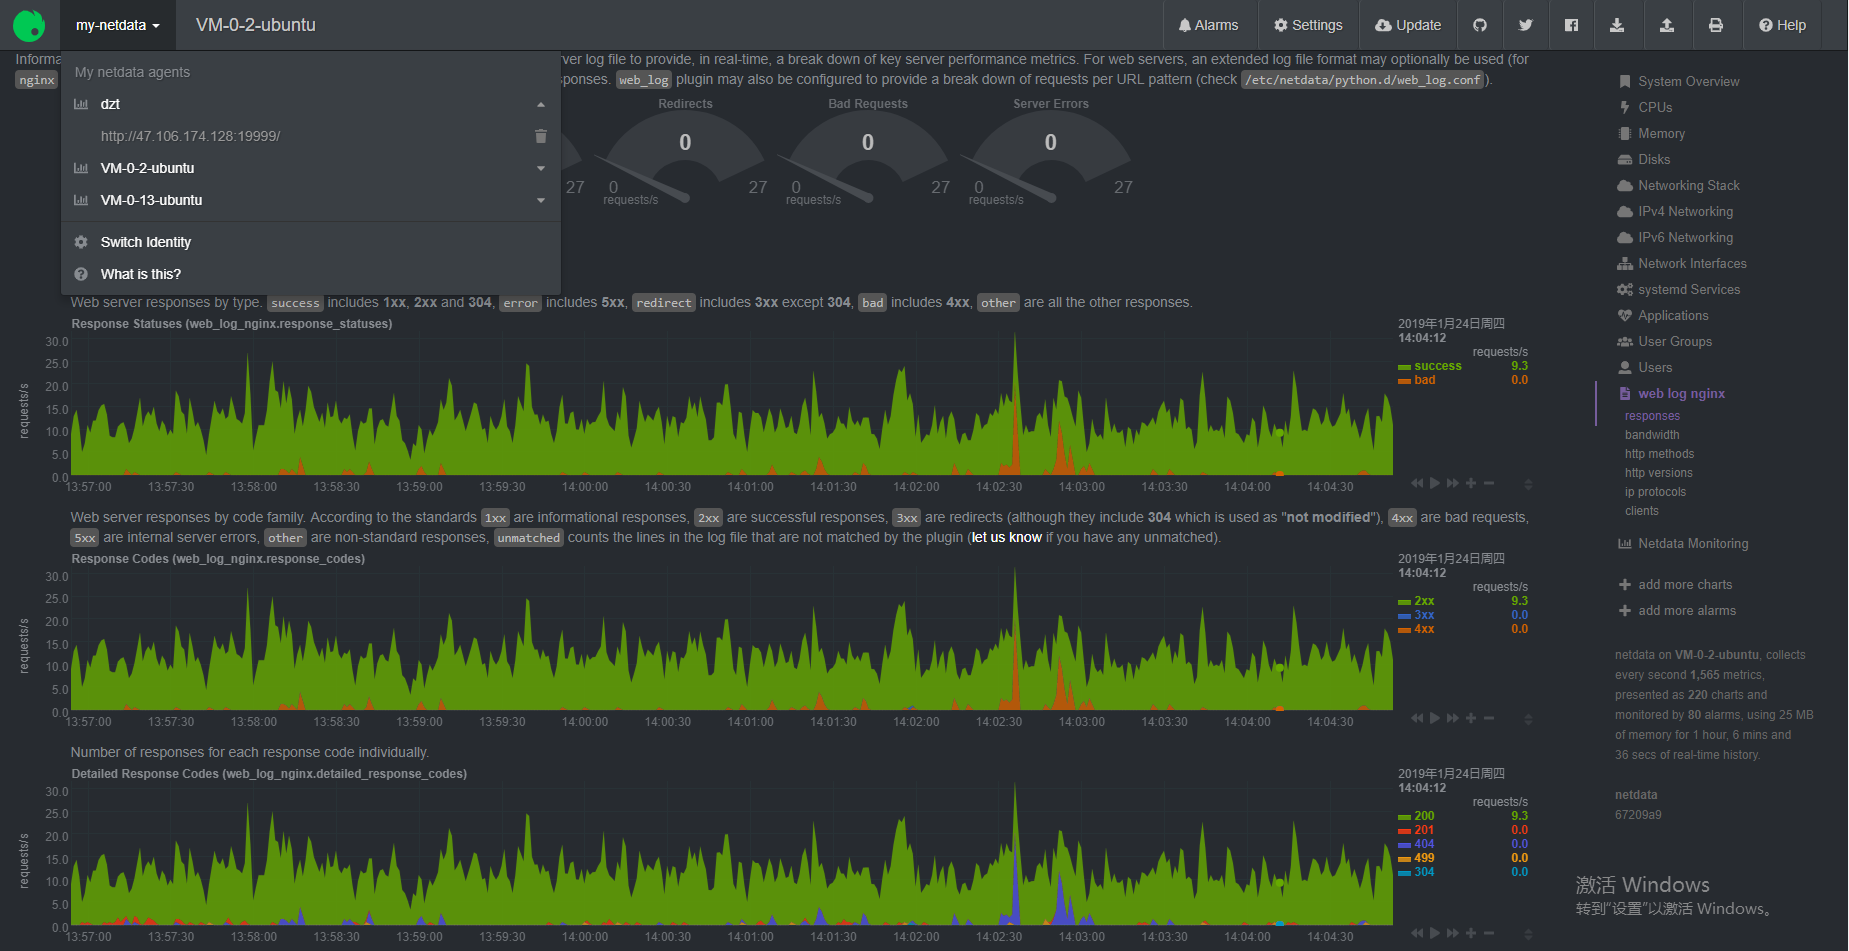 my-netdata
VM-0-2-ubuntu
Alarms
Settings
Update
Help
Informa
ver log file to provide, in real-time, a break down of key server performance metrics. For web servers, an extended log file format may optionally be used (for
nginx
ponses. web_log plugin may also be configured to provide a break down of requests per URL pattern (check /etc/netdata/python.d/web_log.conf ).
My netdata agents
dzt
http://47.106.174.128:19999/
VM-0-2-ubuntu
VM-0-13-ubuntu
Switch Identity
What is this?
27
Redirects
0
0
27
requests/s
Bad Requests
0
0
27
requests/s
Server Errors
0
0
27
requests/s
Web server responses by type. success includes 1xx, 2xx and 304, error includes 5xx, redirect includes 3xx except 304, bad includes 4xx, other are all the other responses.
Response Statuses (web_log_nginx.response_statuses)
requests/s
30.0
25.0
20.0
15.0
10.0
5.0
0.0
13:57:00 13:57:30 13:58:00 13:58:30 13:59:00 13:59:30 14:00:00 14:00:30 14:01:00 14:01:30 14:02:00 14:02:30 14:03:00 14:03:30 14:04:00 14:04:30
2019年1月24日周四
14:04:12
requests/s
success 9.3
bad 0.0
Web server responses by code family. According to the standards 1xx are informational responses, 2xx are successful responses, 3xx are redirects (although they include 304 which is used as "not modified"), 4xx are bad requests,
5xx are internal server errors, other are non-standard responses, unmatched counts the lines in the log file that are not matched by the plugin (let us know if you have any unmatched).
Response Codes (web_log_nginx.response_codes)
requests/s
30.0
25.0
20.0
15.0
10.0
5.0
0.0
13:57:00 13:57:30 13:58:00 13:58:30 13:59:00 13:59:30 14:00:00 14:00:30 14:01:00 14:01:30 14:02:00 14:02:30 14:03:00 14:03:30 14:04:00 14:04:30
2019年1月24日周四
14:04:12
requests/s
2xx 9.3
3xx 0.0
4xx 0.0
Number of responses for each response code individually.
Detailed Response Codes (web_log_nginx.detailed_response_codes)
requests/s
30.0
25.0
20.0
15.0
10.0
5.0
0.0
13:57:00 13:57:30 13:58:00 13:58:30 13:59:00 13:59:30 14:00:00 14:00:30 14:01:00 14:01:30 14:02:00 14:02:30 14:03:00 14:03:30 14:04:00 14:04:30
2019年1月24日周四
14:04:12
requests/s
200 9.3
201 0.0
404 0.0
499 0.0
304 0.0
System Overview
CPUs
Memory
Disks
Networking Stack
IPv4 Networking
IPv6 Networking
Network Interfaces
systemd Services
Applications
User Groups
Users
web log nginx
responses
bandwidth
http methods
http versions
ip protocols
clients
Netdata Monitoring
add more charts
add more alarms
netdata on VM-0-2-ubuntu, collects
every second 1,565 metrics,
presented as 220 charts and
monitored by 80 alarms, using 25 MB
of memory for 1 hour, 6 mins and
36 secs of real-time history.
netdata
67209a9
激活 Windows
转到"设置"以激活 Windows。